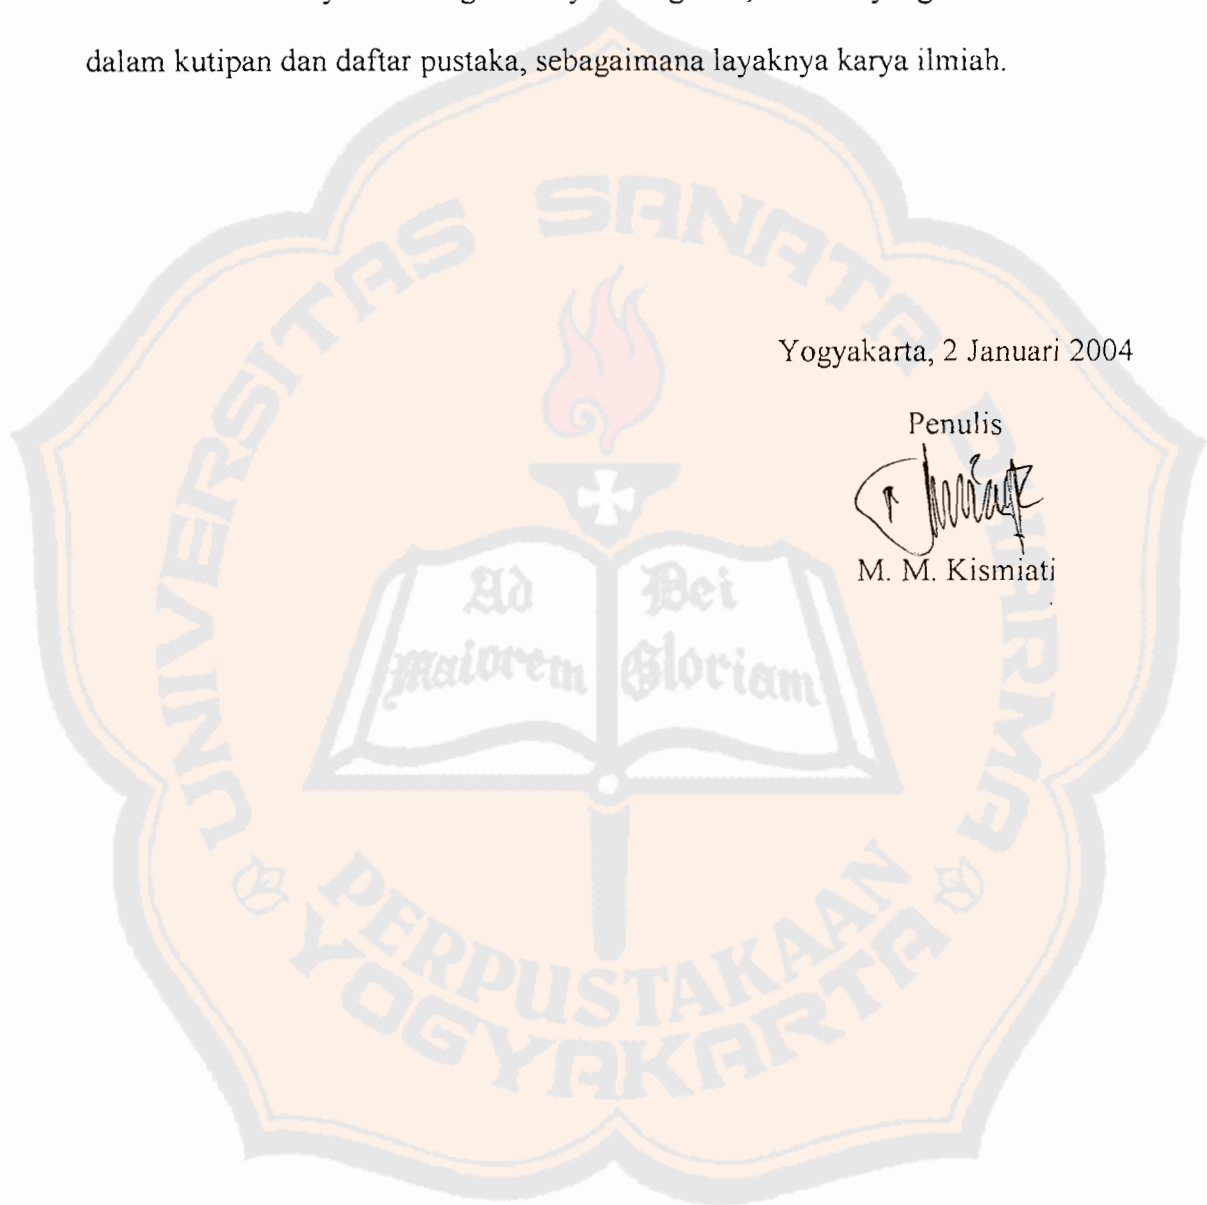 dalam kutipan dan daftar pustaka, sebagaimana layaknya karya ilmiah.
UNIVERSITAS SANATA DHARMA
Yogyakarta, 2 Januari 2004
Penulis
M. M. Kismiati
Ad Dei
maiorem Gloriam
PERPUSTAKAAN
YOGYAKARTA